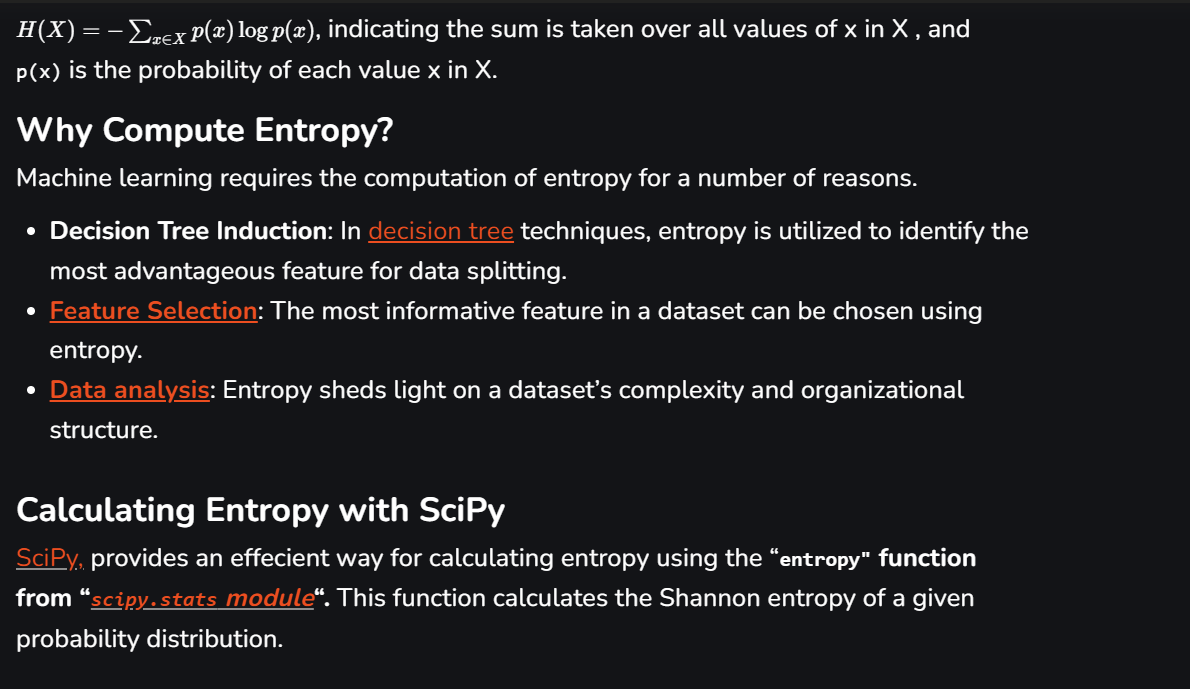 H(X) = − ∑x∈X p(x) log p(x), indicating the sum is taken over all values of x in X , and
p(x) is the probability of each value x in X.
Why Compute Entropy?
Machine learning requires the computation of entropy for a number of reasons.
• Decision Tree Induction: In decision tree techniques, entropy is utilized to identify the
most advantageous feature for data splitting.
• Feature Selection: The most informative feature in a dataset can be chosen using
entropy.
• Data analysis: Entropy sheds light on a dataset’s complexity and organizational
structure.
Calculating Entropy with SciPy
SciPy, provides an effecient way for calculating entropy using the “entropy" function
from “scipy.stats module“. This function calculates the Shannon entropy of a given
probability distribution.